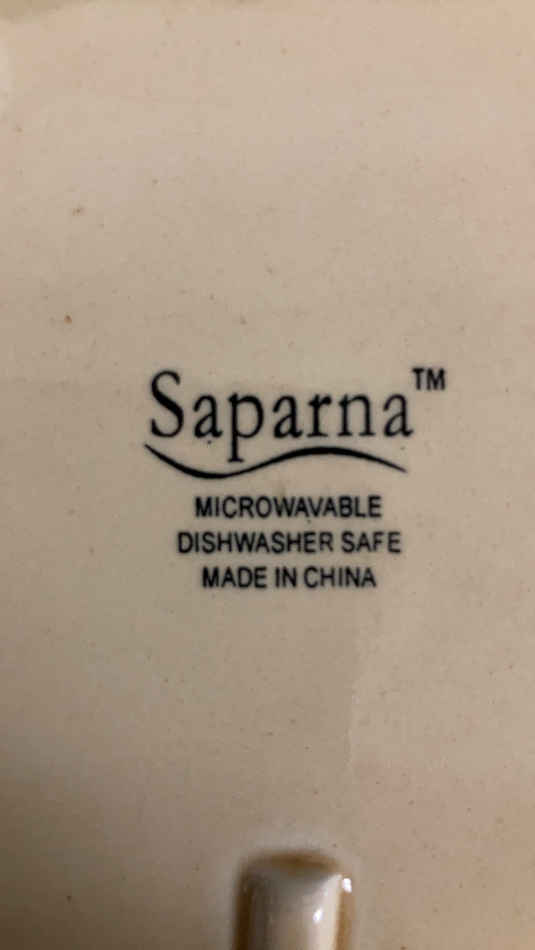 Saparna™
MICROWAVABLE
DISHWASHER SAFE
MADE IN CHINA